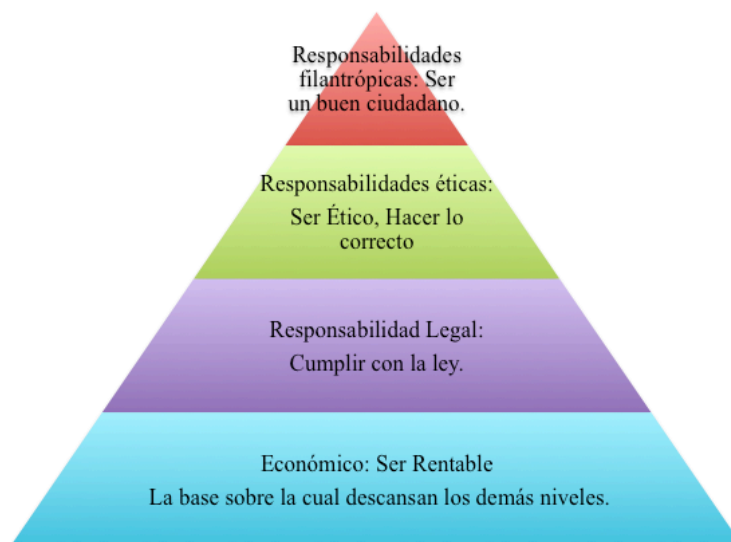 Responsabilidades
filantrópicas: Ser
un buen ciudadano.
Responsabilidades éticas:
Ser Ético, Hacer lo
correcto
Responsabilidad Legal:
Cumplir con la ley.
Económico: Ser Rentable
La base sobre la cual descansan los demás niveles.